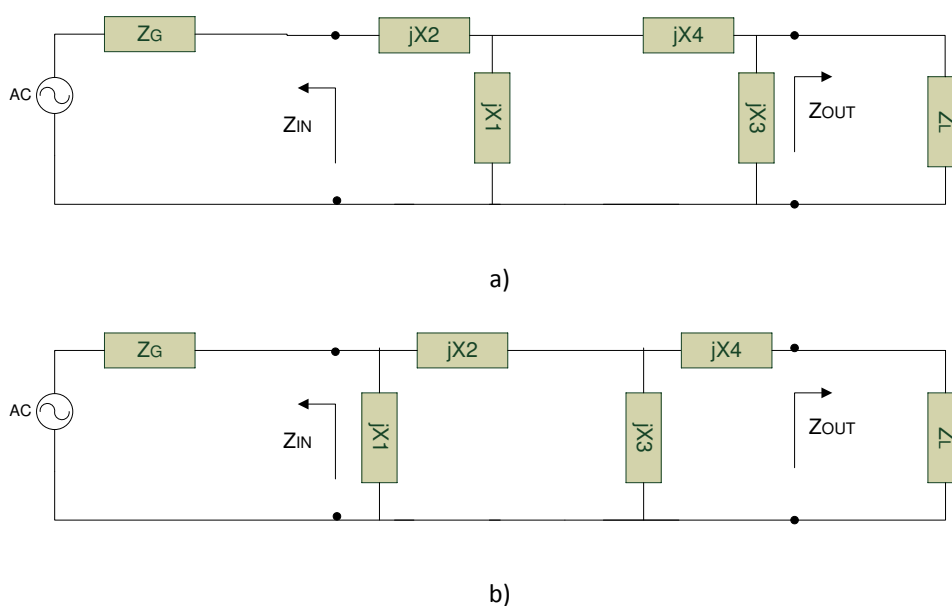 ZG
jX2
jX4
AC
ZIN
jX1
jX3
ZOUT
ZL
a)
ZG
jX2
jX4
AC
ZIN
jX1
jX3
ZOUT
ZL
b)